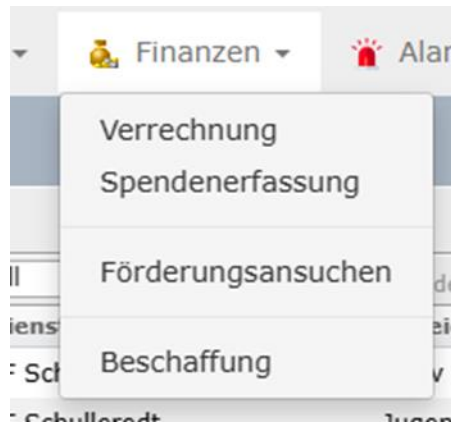 Finanzen
Verrechnung
Spendenerfassung
Förderungsansuchen
Beschaffung